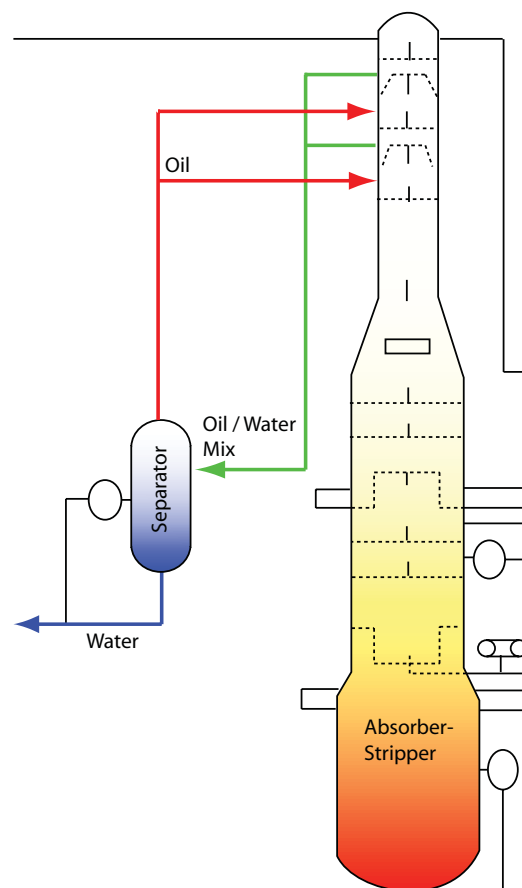 Oil
Oil / Water
Mix
Separator
Water
Absorber-
Stripper